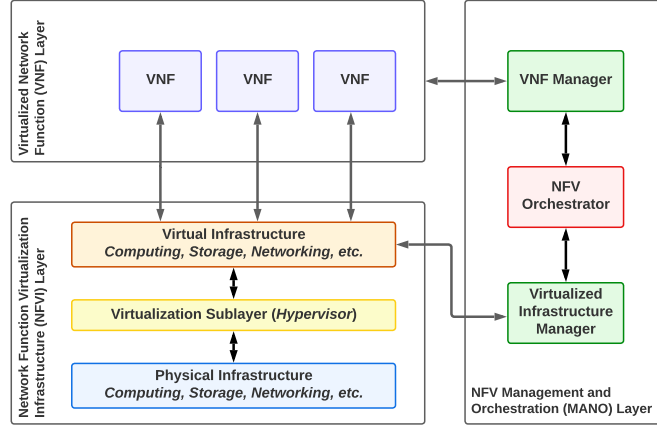 Virtualized Network
Function (VNF) Layer
VNF
VNF
VNF
VNF Manager
NFV
Orchestrator
Virtualized
Infrastructure
Manager
NFV Management and
Orchestration (MANO) Layer
Network Function Virtualization
Infrastructure (NFVI) Layer
Virtual Infrastructure
Computing, Storage, Networking, etc.
Virtualization Sublayer (Hypervisor)
Physical Infrastructure
Computing, Storage, Networking, etc.